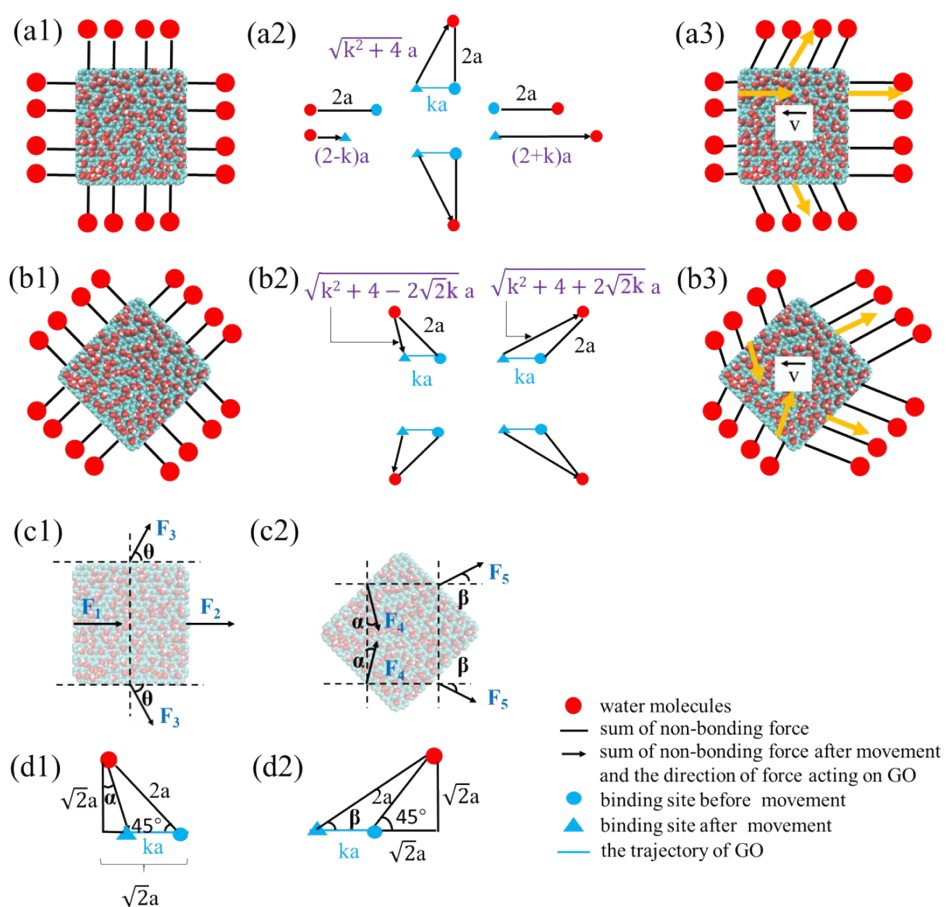 (a1)
(a2)
(a3)
√k² + 4 a
2a
ka
2a
2a
(2-k)a
(2+k)a
v
(b1)
(b2)
(b3)
√k² + 4 − 2√2k a
√k² + 4 + 2√2k a
2a
2a
ka
ka
v
(c1)
(c2)
F₃
θ
F₁
F₂
θ
F₃
F₅
β
α
F₄
α
F₄
β
F₅
(d1)
(d2)
√2a
α
2a
45°
ka
√2a
2a
√2a
β
45°
ka
√2a
water molecules
sum of non-bonding force
sum of non-bonding force after movement
and the direction of force acting on GO
binding site before movement
binding site after movement
the trajectory of GO